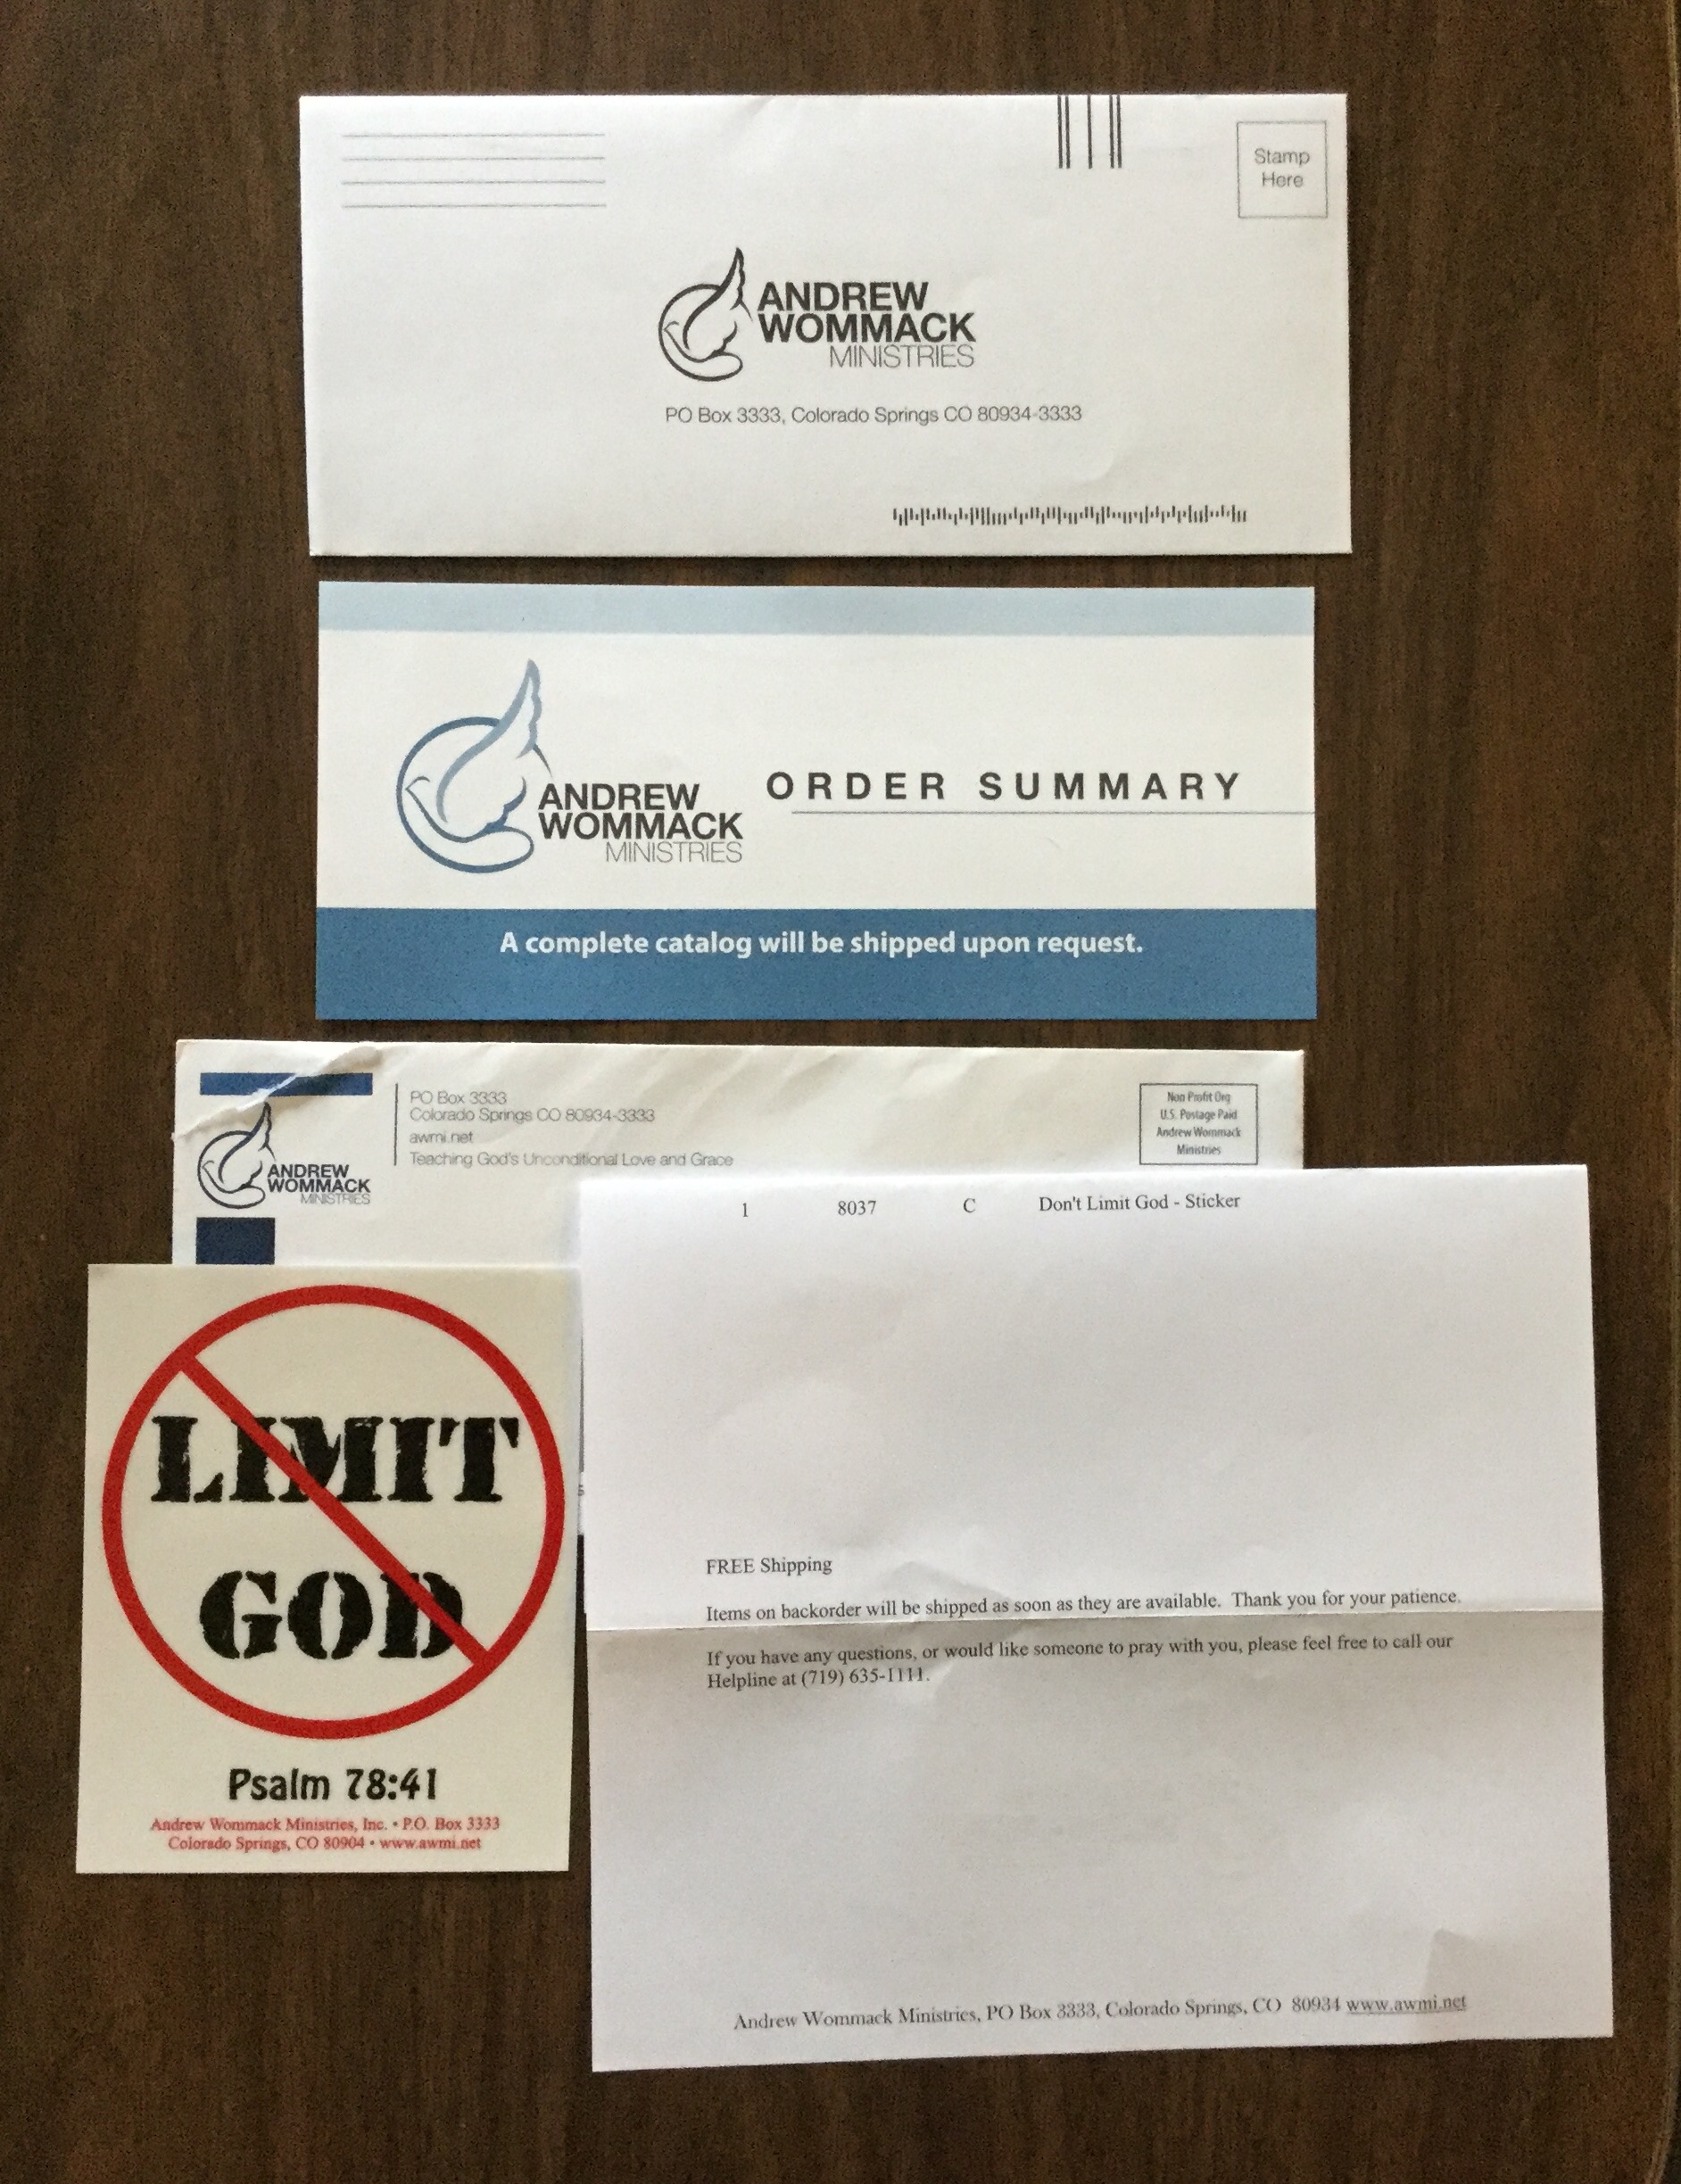 Stamp
Here
ANDREW
WOMMACK
MINISTRIES
PO Box 3333, Colorado Springs CO 80934-3333
ANDREW
WOMMACK
MINISTRIES
ORDER SUMMARY
A complete catalog will be shipped upon request.
ANDREW
WOMMACK
MINISTRIES
PO Box 3333
Colorado Springs CO 80934-3333
awmi.net
Teaching God's Unconditional Love and Grace
Non Profit Org
U.S. Postage Paid
Andrew Wommack
Ministries
1 8037 C Don't Limit God - Sticker
FREE Shipping
Items on backorder will be shipped as soon as they are available. Thank you for your patience.
If you have any questions, or would like someone to pray with you, please feel free to call our
Helpline at (719) 635-1111.
Andrew Wommack Ministries, PO Box 3333, Colorado Springs, CO 80934 www.awmi.net
LIMIT
GOD
Psalm 78:41
Andrew Wommack Ministries, Inc. • P.O. Box 3333
Colorado Springs, CO 80904 • www.awmi.net